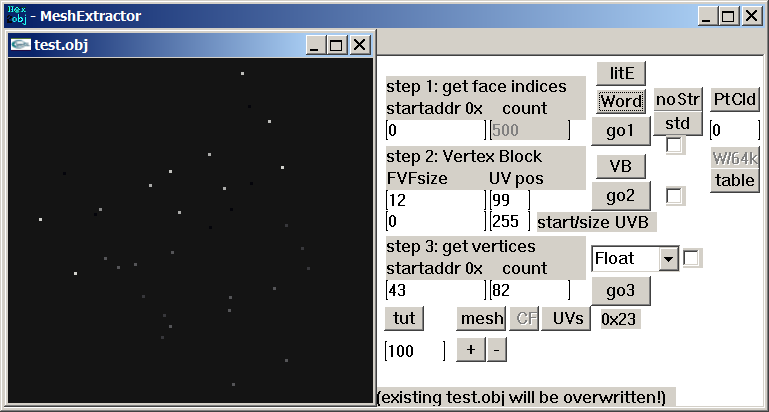 Hex
obj - MeshExtractor
test.obj
litE
step 1: get face indices
startaddr 0x count
Word noStr PtCld
0 500 go1 std 0
step 2: Vertex Block
VB W/64k
FVFsize UV pos table
12 99 go2
0 255 start/size UVB
step 3: get vertices
startaddr 0x count
Float
43 82 go3
tut mesh CF UVs 0x23
100 + -
(existing test.obj will be overwritten!)